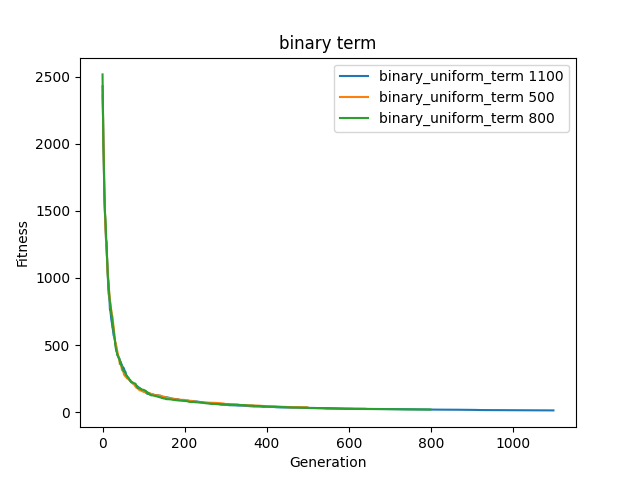 binary term
binary_uniform_term 1100
binary_uniform_term 500
binary_uniform_term 800
2500
2000
1500
1000
500
0
Fitness
0 200 400 600 800 1000
Generation